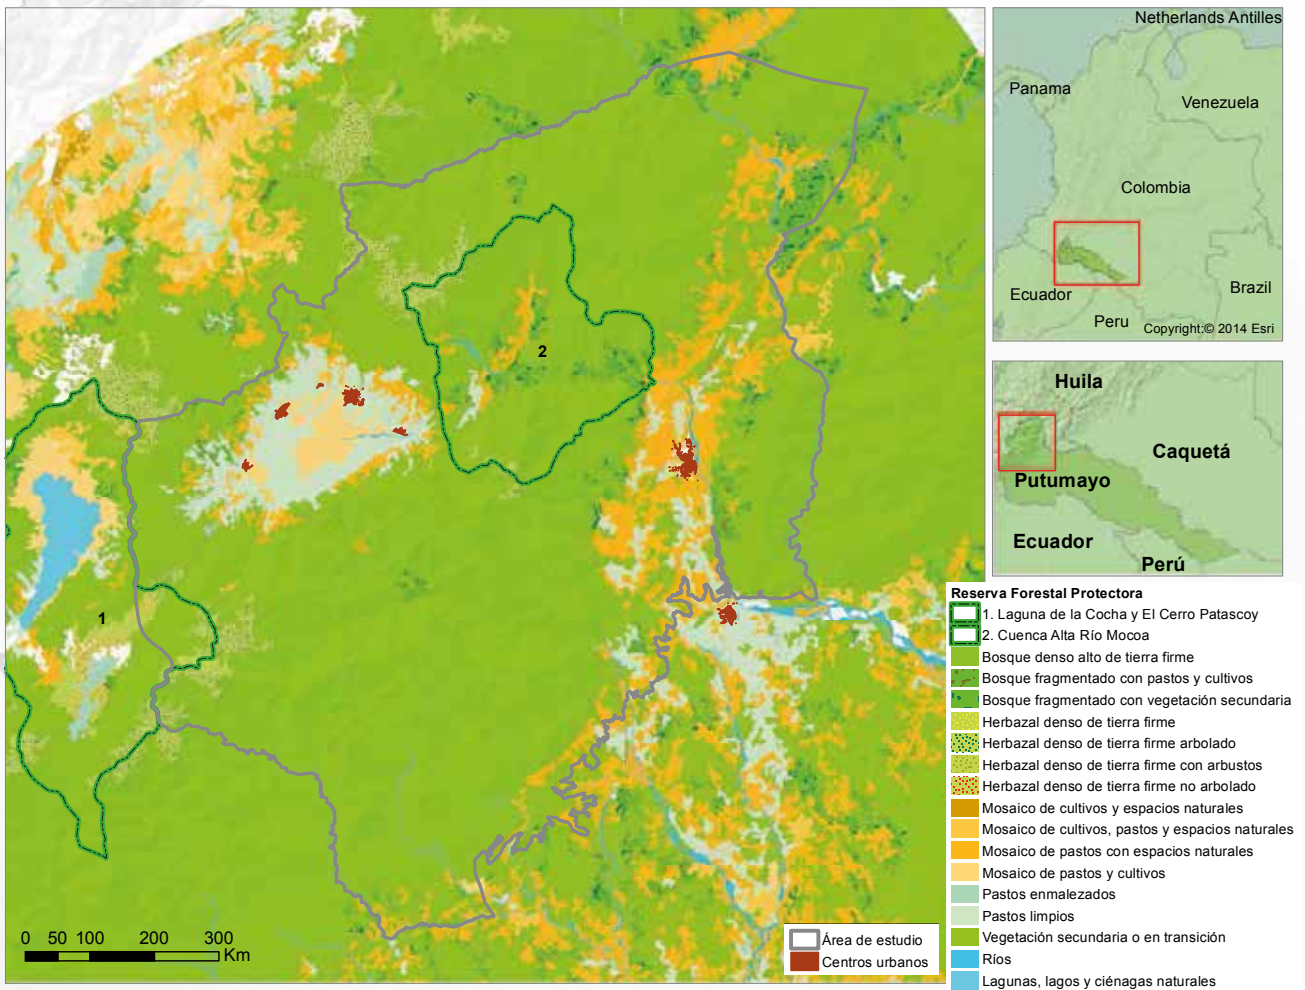 2
1
0 50 100 200 300
Km
Área de estudio
Centros urbanos
Netherlands Antilles
Panama
Venezuela
Colombia
Ecuador
Brazil
Peru
Copyright:© 2014 Esri
Huila
Caquetá
Putumayo
Ecuador
Perú
Reserva Forestal Protectora
1. Laguna de la Cocha y El Cerro Patascoy
2. Cuenca Alta Río Mocoa
Bosque denso alto de tierra firme
Bosque fragmentado con pastos y cultivos
Bosque fragmentado con vegetación secundaria
Herbazal denso de tierra firme
Herbazal denso de tierra firme arbolado
Herbazal denso de tierra firme con arbustos
Herbazal denso de tierra firme no arbolado
Mosaico de cultivos y espacios naturales
Mosaico de cultivos, pastos y espacios naturales
Mosaico de pastos con espacios naturales
Mosaico de pastos y cultivos
Pastos enmalezados
Pastos limpios
Vegetación secundaria o en transición
Ríos
Lagunas, lagos y ciénagas naturales